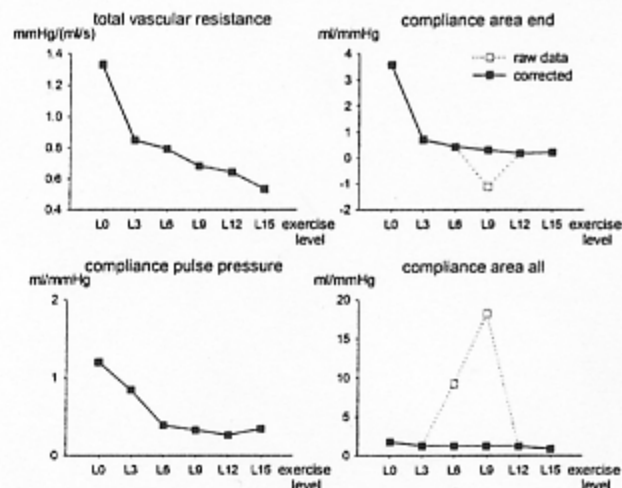 total vascular resistance
mmHg/(ml/s)
1.4
1.2
1.0
0.8
0.6
0.4
L0 L3 L6 L9 L12 L15 exercise
level
compliance area end
ml/mmHg
raw data
corrected
4
3
2
1
0
-1
-2
L0 L3 L6 L9 L12 L15 exercise
level
compliance pulse pressure
ml/mmHg
2
1
0
L0 L3 L6 L9 L12 L15 exercise
level
compliance area all
ml/mmHg
20
15
10
5
0
L0 L3 L6 L9 L12 L15 exercise
level